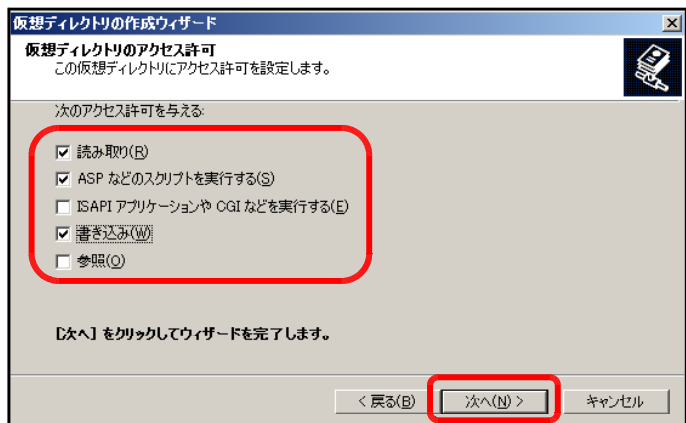 仮想ディレクトリの作成ウィザード
仮想ディレクトリのアクセス許可
この仮想ディレクトリにアクセス許可を設定します。
次のアクセス許可を与える:
読み取り(R)
ASP などのスクリプトを実行する(S)
ISAPI アプリケーションや CGI などを実行する(E)
書き込み(W)
参照(O)
[次へ] をクリックしてウィザードを完了します。
< 戻る(B) 次へ(N) > キャンセル